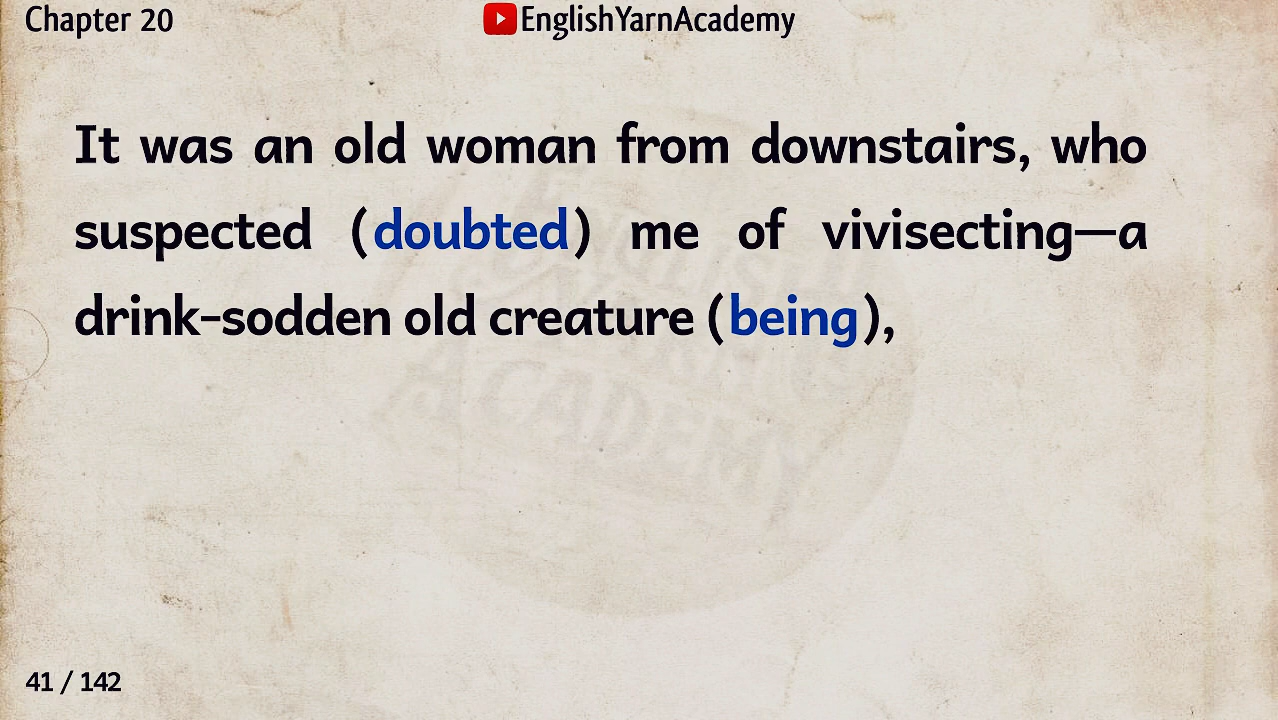 Chapter 20
EnglishYarnAcademy
It was an old woman from downstairs, who
suspected (doubted) me of vivisecting—a
drink-sodden old creature (being),
41 / 142